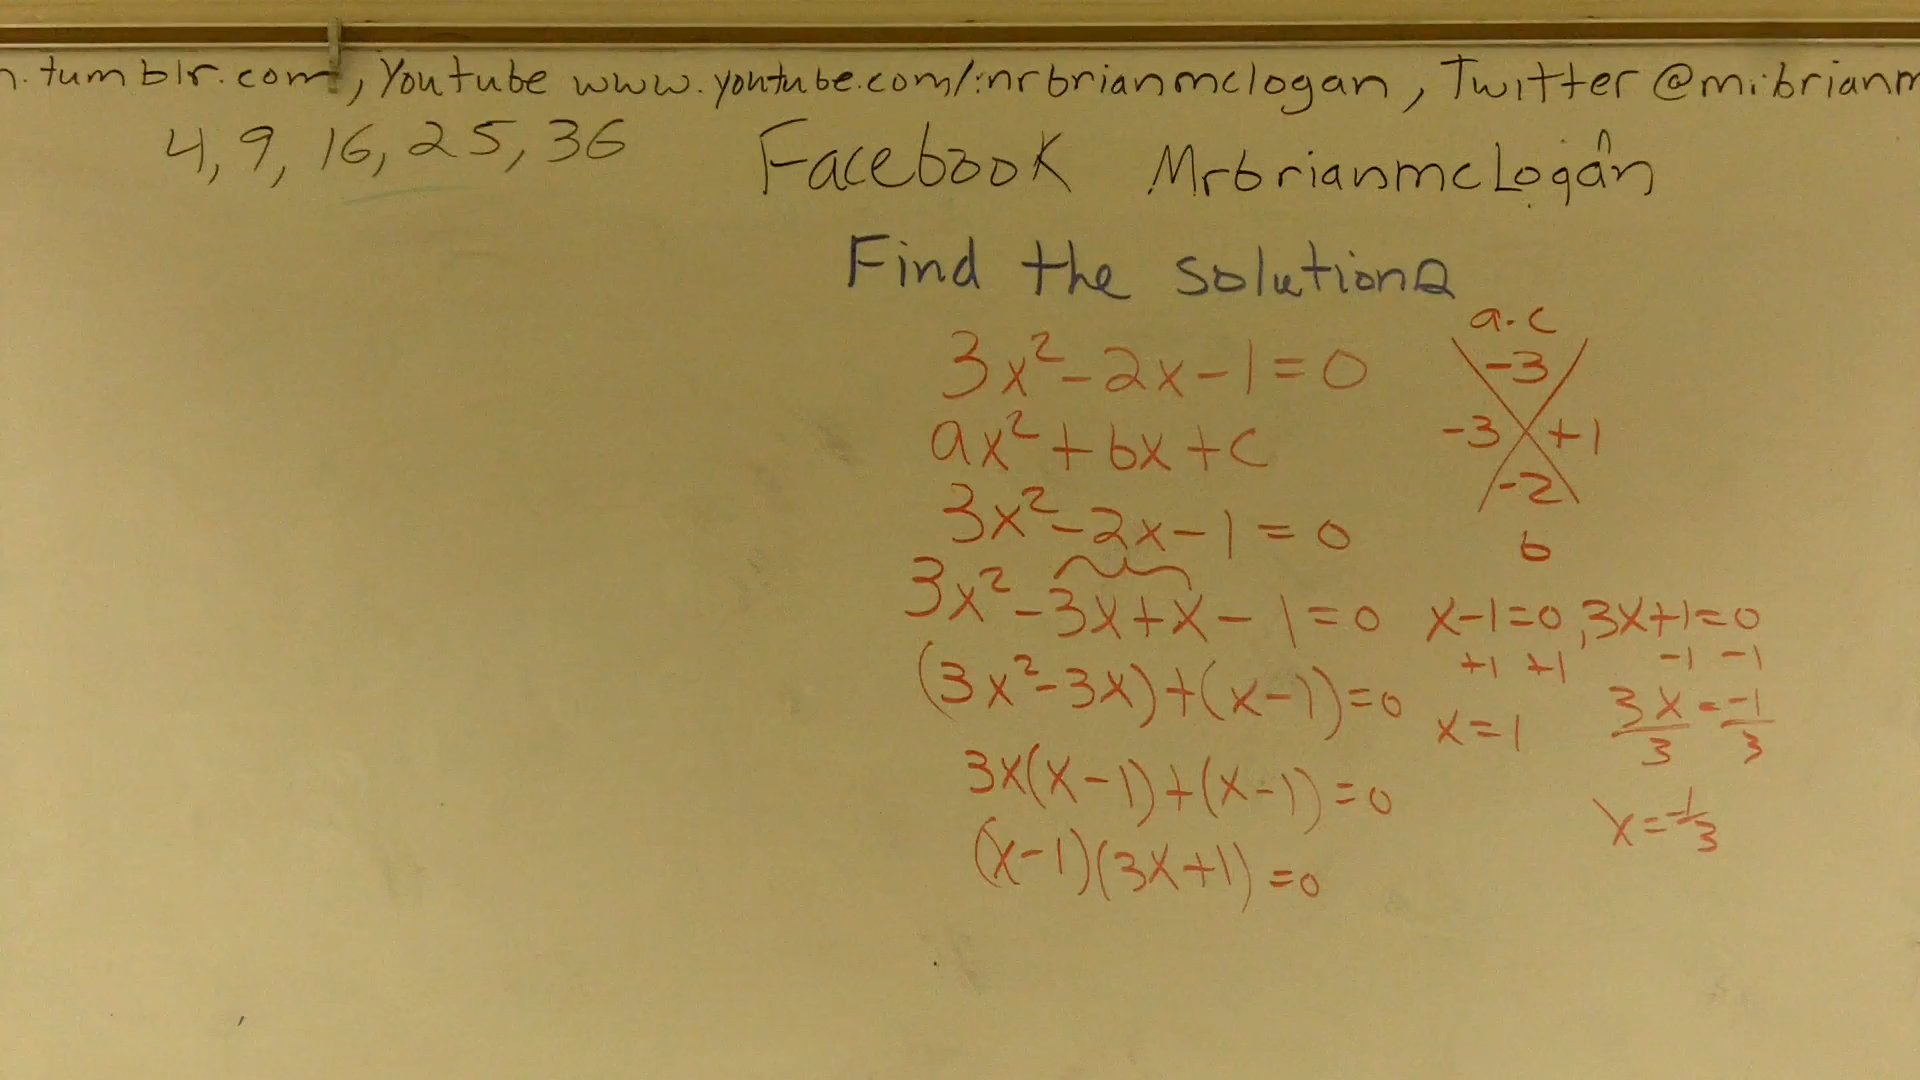 n.tumblr.com, Youtube www.youtube.com/mrbrianmclogan, Twitter @mrbrianm
4, 9, 16, 25, 36
Facebook MrbrianmcLogan
Find the solutions
3x²-2x-1=0
ax²+bx+c
3x²-2x-1=0
3x²-3x+x-1=0
(3x²-3x)+(x-1)=0
3x(x-1)+(x-1)=0
(x-1)(3x+1)=0
a·c
-3
-3 +1
-2
b
x-1=0, 3x+1=0
+1 +1 -1 -1
x=1
3x=-1
3 3
x=-1/3